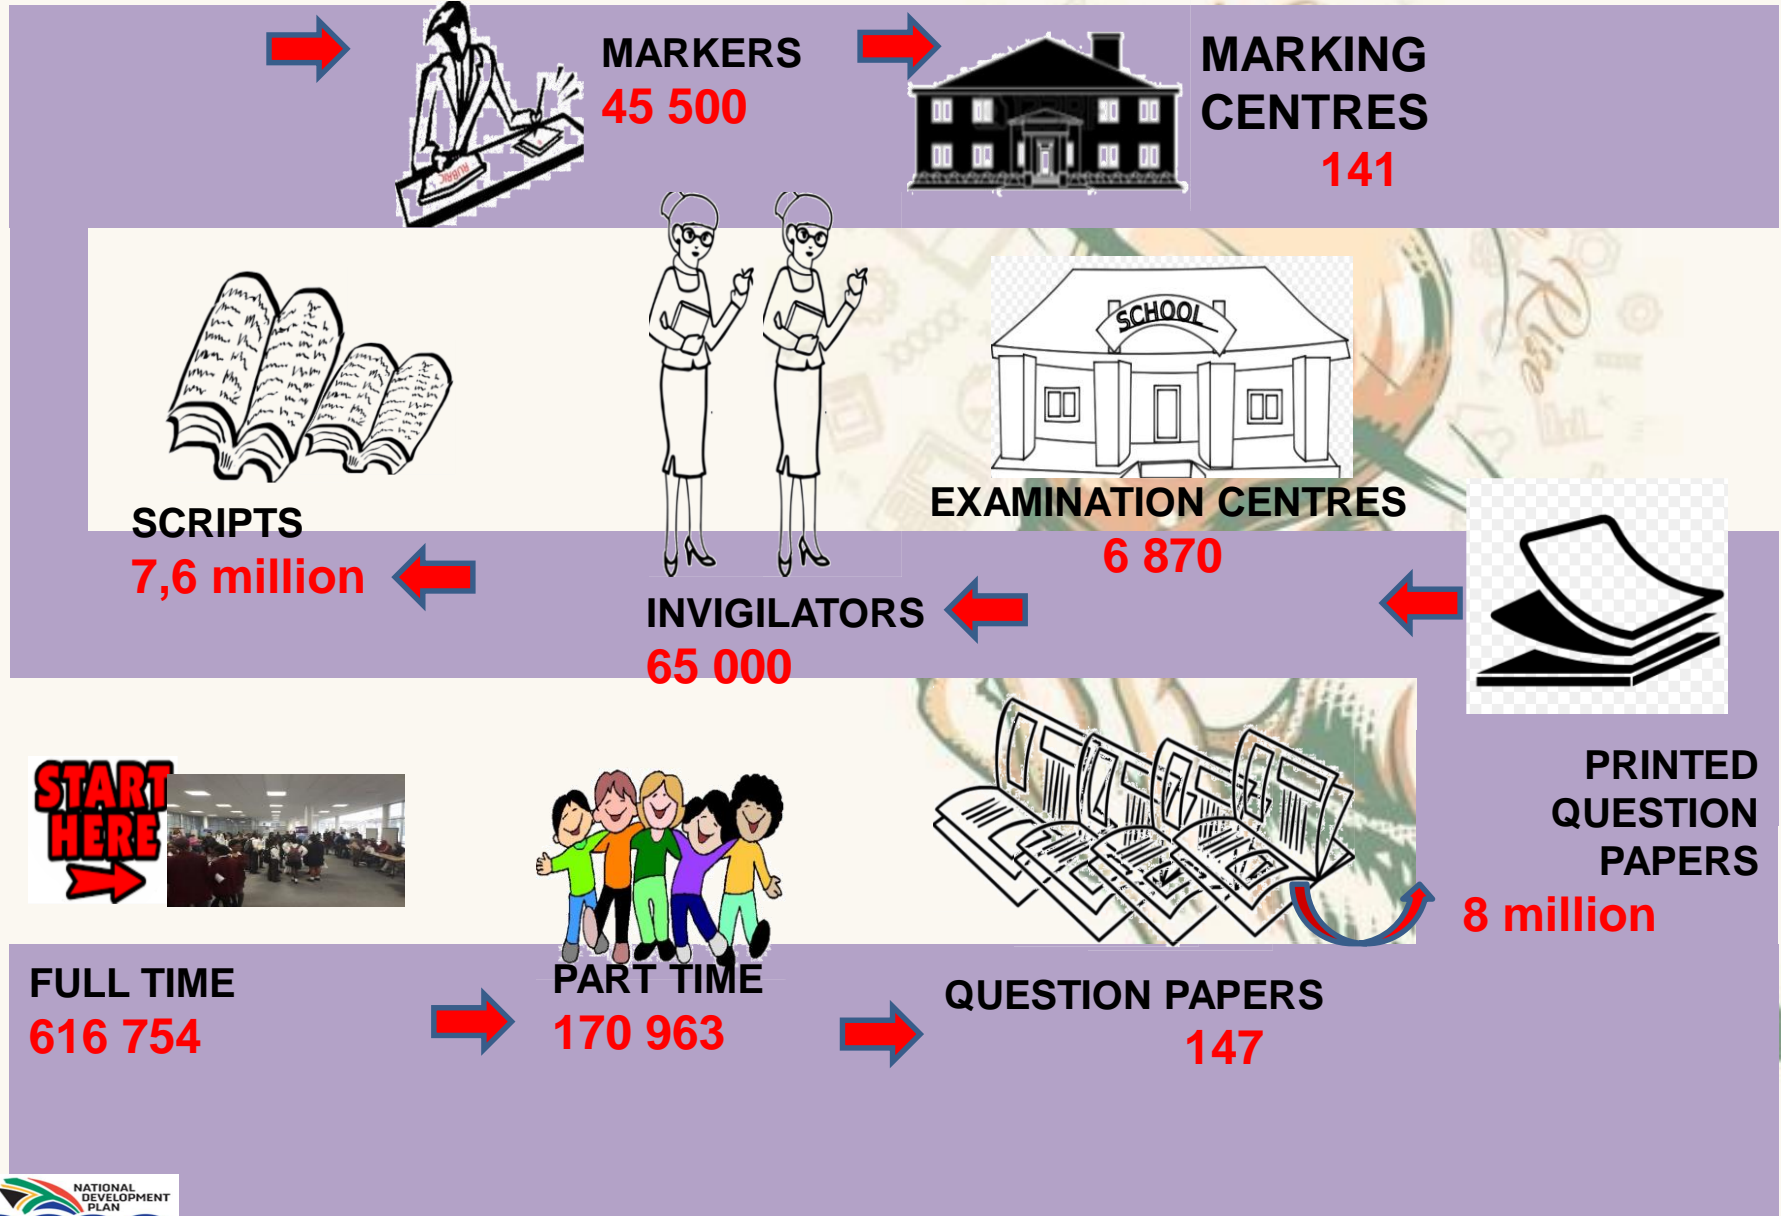 MARKERS
45 500
MARKING
CENTRES
141
RUBRIC
SCHOOL
SCRIPTS
7,6 million
INVIGILATORS
65 000
EXAMINATION CENTRES
6 870
Rise
START
HERE
FULL TIME
616 754
PART TIME
170 963
QUESTION PAPERS
147
PRINTED
QUESTION
PAPERS
8 million
NATIONAL
DEVELOPMENT
PLAN